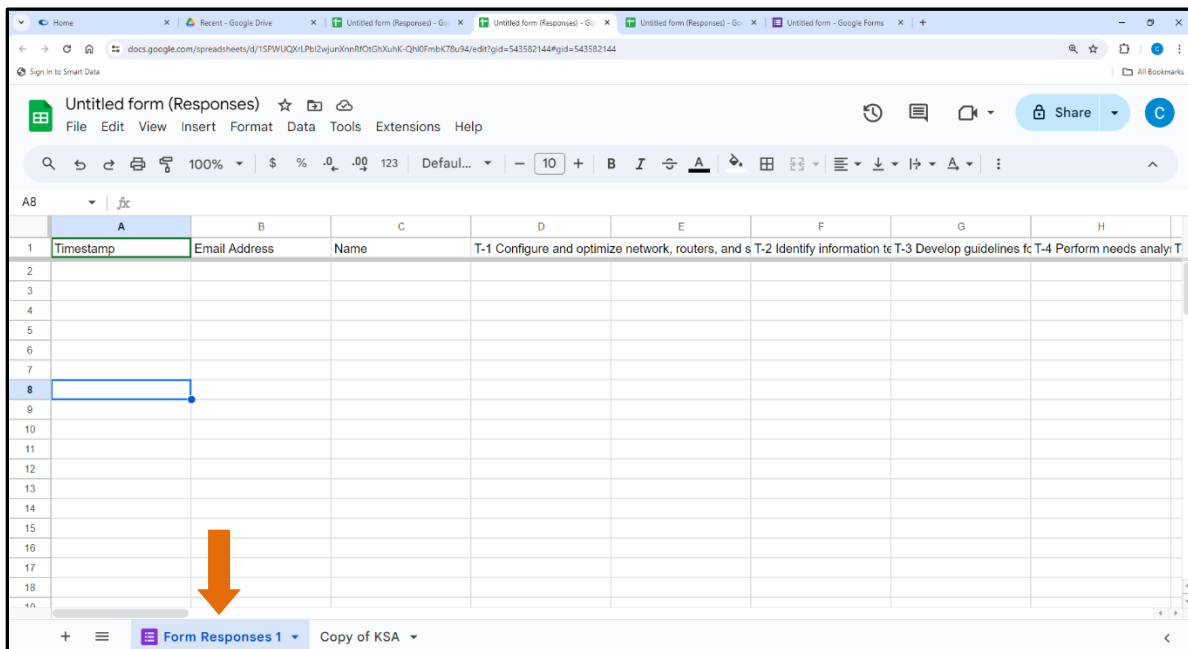 Home Recent - Google Drive Untitled form (Responses) - Go Untitled form (Responses) - Go Untitled form (Responses) - Go Untitled form - Google Forms
docs.google.com/spreadsheets/d/1SPWUQXrLPbI2wjunXnnRfOtGhXuhK-QhI0FmbK78u94/edit?gid=543582144#gid=543582144
Sign In to Smart Data All Bookmarks
Untitled form (Responses)
File Edit View Insert Format Data Tools Extensions Help
Share C
100% $ % .0 .00 123 Defaul... - 10 + B I A
A8 fx
A B C D E F G H
1 Timestamp Email Address Name T-1 Configure and optimize network, routers, and s T-2 Identify information te T-3 Develop guidelines fo T-4 Perform needs analy T
2
3
4
5
6
7
8
9
10
11
12
13
14
15
16
17
18
19
+ Form Responses 1 Copy of KSA